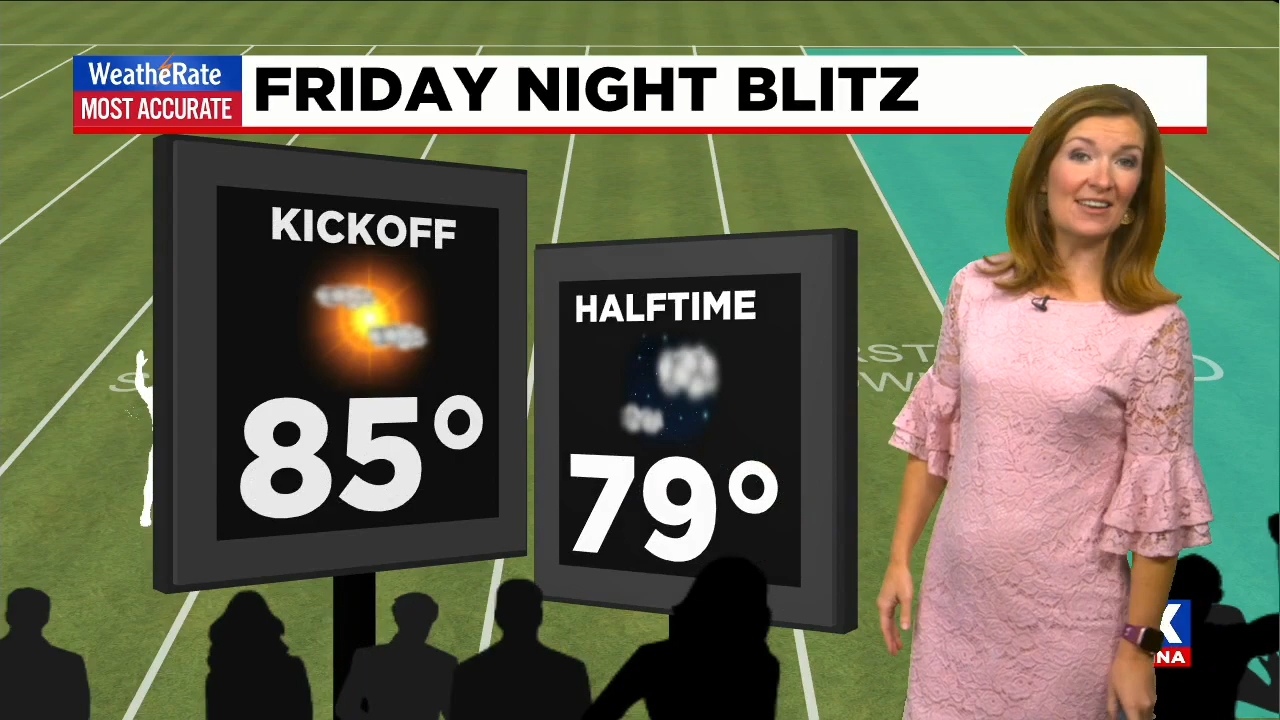 WeatheRate
MOST ACCURATE
FRIDAY NIGHT BLITZ
KICKOFF
85°
HALFTIME
79°